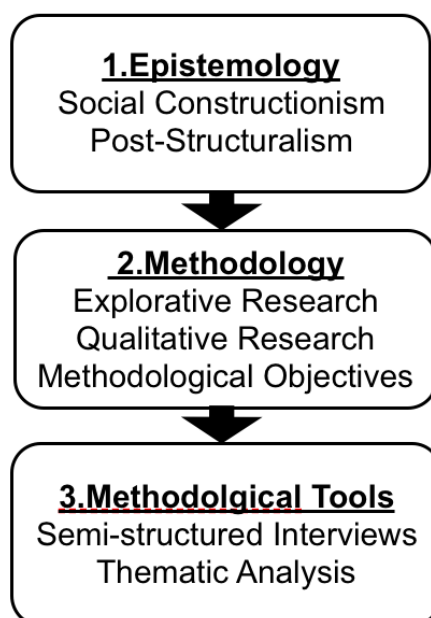 1.Epistemology
Social Constructionism
Post-Structuralism
2.Methodology
Explorative Research
Qualitative Research
Methodological Objectives
3.Methodolgical Tools
Semi-structured Interviews
Thematic Analysis